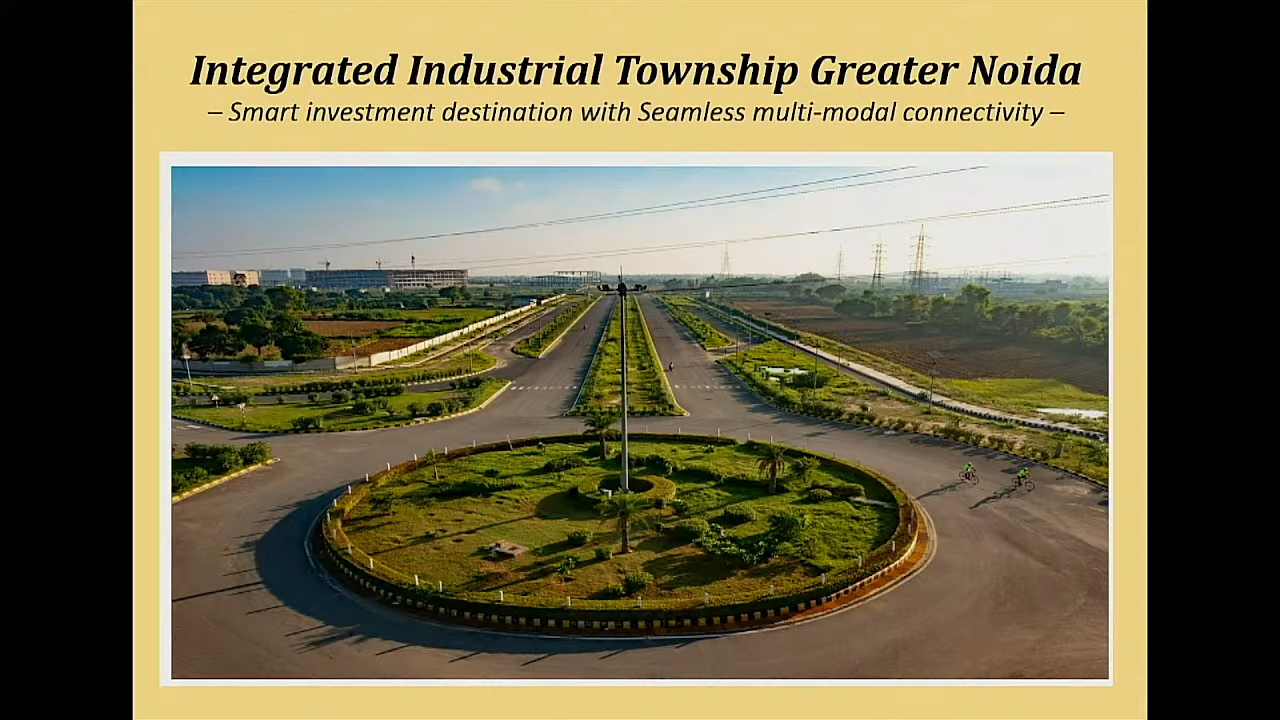 Integrated Industrial Township Greater Noida
– Smart investment destination with Seamless multi-modal connectivity –